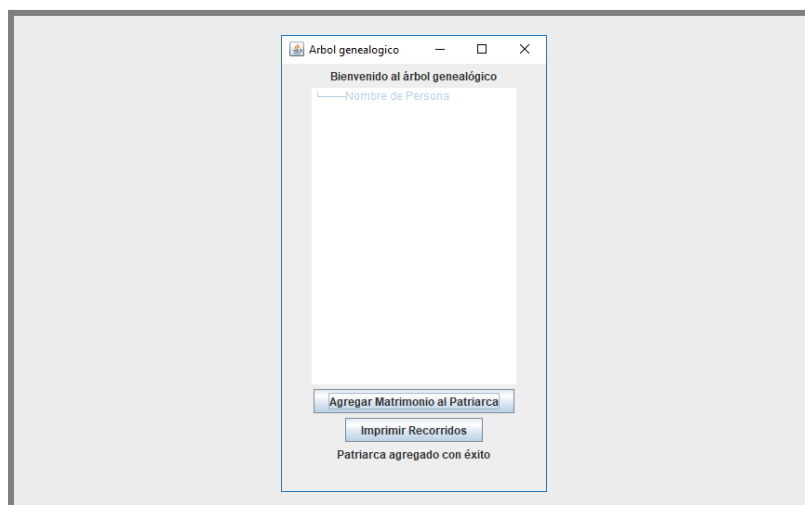 Arbol genealogico
Bienvenido al árbol genealógico
└───Nombre de Persona
Agregar Matrimonio al Patriarca
Imprimir Recorridos
Patriarca agregado con éxito